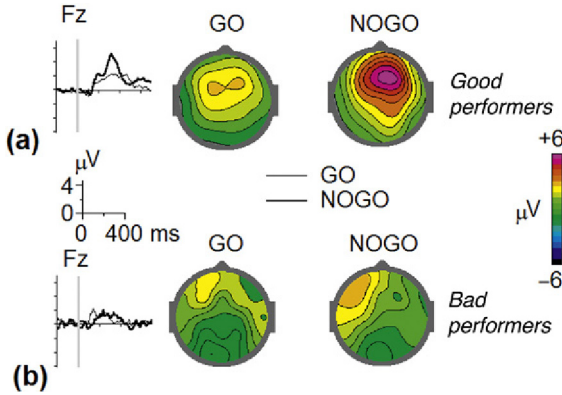 Fz
GO
NOGO
Good
performers
(a)
μV
4
0
0 400 ms
GO
NOGO
+6
μV
−6
Fz
GO
NOGO
Bad
performers
(b)